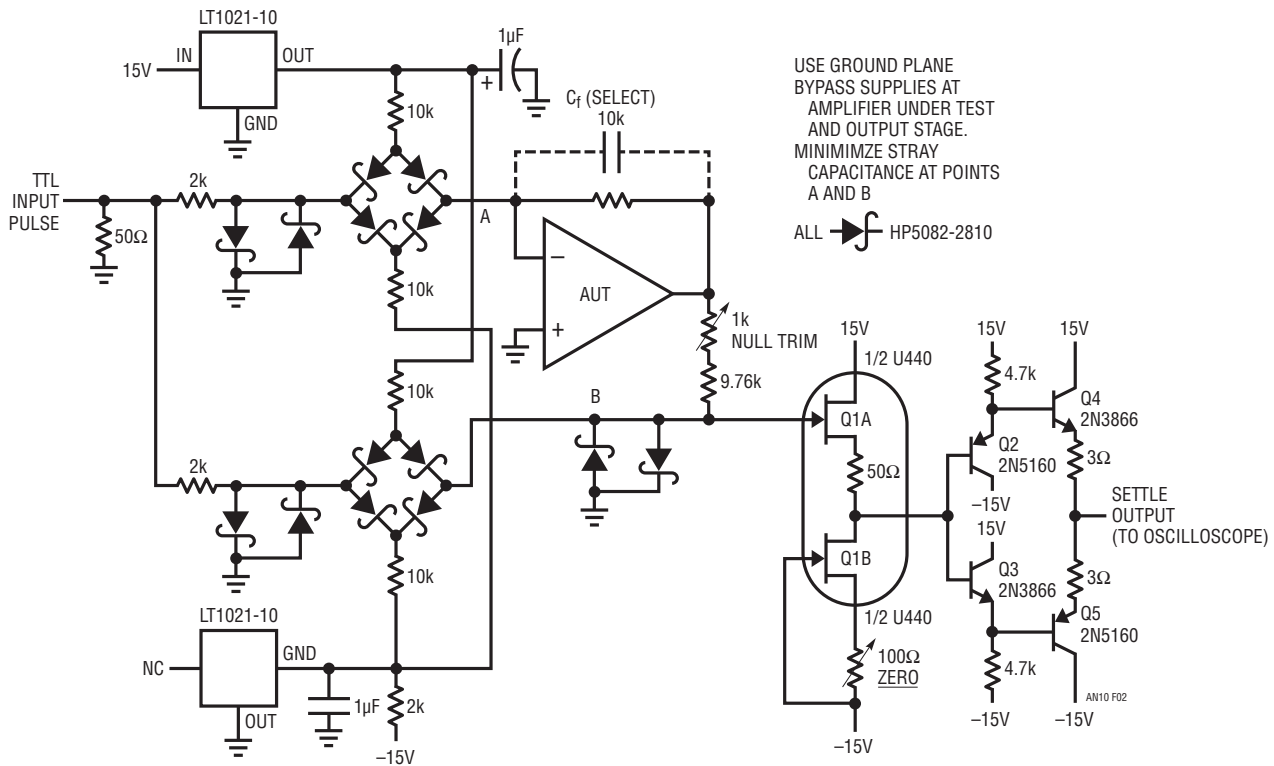 LT1021-10
IN
OUT
15V
GND
1µF
+
10k
Cf (SELECT)
10k
USE GROUND PLANE
BYPASS SUPPLIES AT
AMPLIFIER UNDER TEST
AND OUTPUT STAGE.
MINIMIMZE STRAY
CAPACITANCE AT POINTS
A AND B
ALL
HP5082-2810
TTL
INPUT
PULSE
2k
50Ω
A
10k
–
AUT
+
1k
NULL TRIM
9.76k
10k
B
2k
10k
15V
1/2 U440
Q1A
50Ω
Q1B
1/2 U440
100Ω
ZERO
–15V
15V
4.7k
Q2
2N5160
–15V
15V
Q3
2N3866
4.7k
–15V
15V
Q4
2N3866
3Ω
SETTLE
OUTPUT
(TO OSCILLOSCOPE)
3Ω
Q5
2N5160
–15V
AN10 F02
LT1021-10
NC
GND
OUT
1µF
2k
–15V